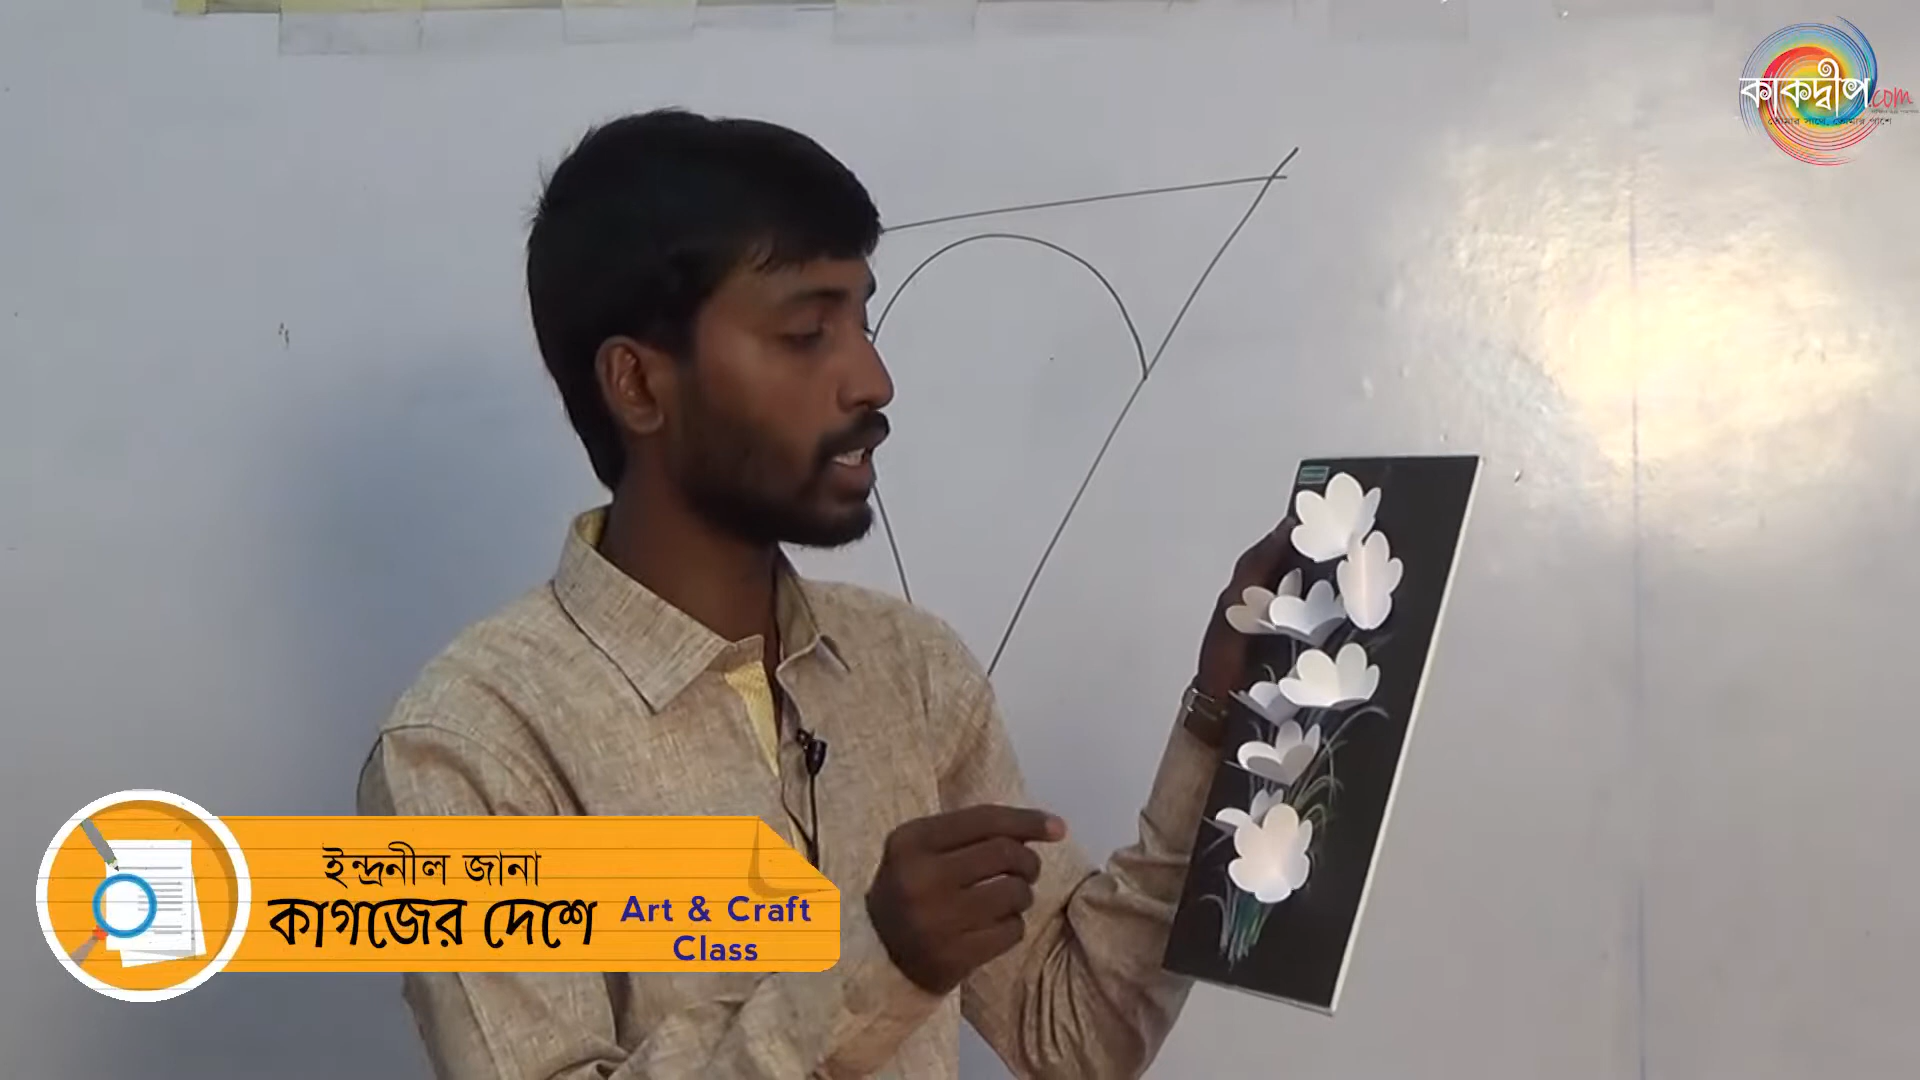 কাকদ্বীপ.com
তোমার সাথে, তোমার পাশে
ইন্দ্রনীল জানা
কাগজের দেশে
Art & Craft
Class